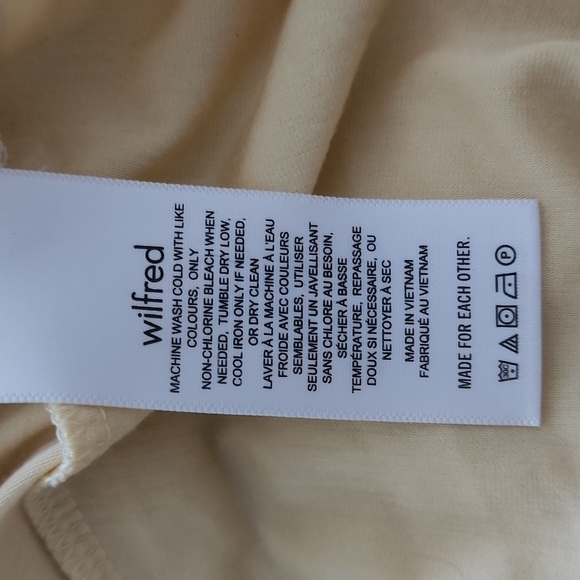 wilfred
MACHINE WASH COLD WITH LIKE
COLOURS, ONLY
NON-CHLORINE BLEACH WHEN
NEEDED, TUMBLE DRY LOW,
COOL IRON ONLY IF NEEDED,
OR DRY CLEAN
LAVER À LA MACHINE À L'EAU
FROIDE AVEC COULEURS
SEMBLABLES, UTILISER
SEULEMENT UN JAVELLISANT
SANS CHLORE AU BESOIN,
SÉCHER À BASSE
TEMPÉRATURE, REPASSAGE
DOUX SI NÉCESSAIRE, OU
NETTOYER À SEC
MADE IN VIETNAM
FABRIQUÉ AU VIETNAM
MADE FOR EACH OTHER.
P